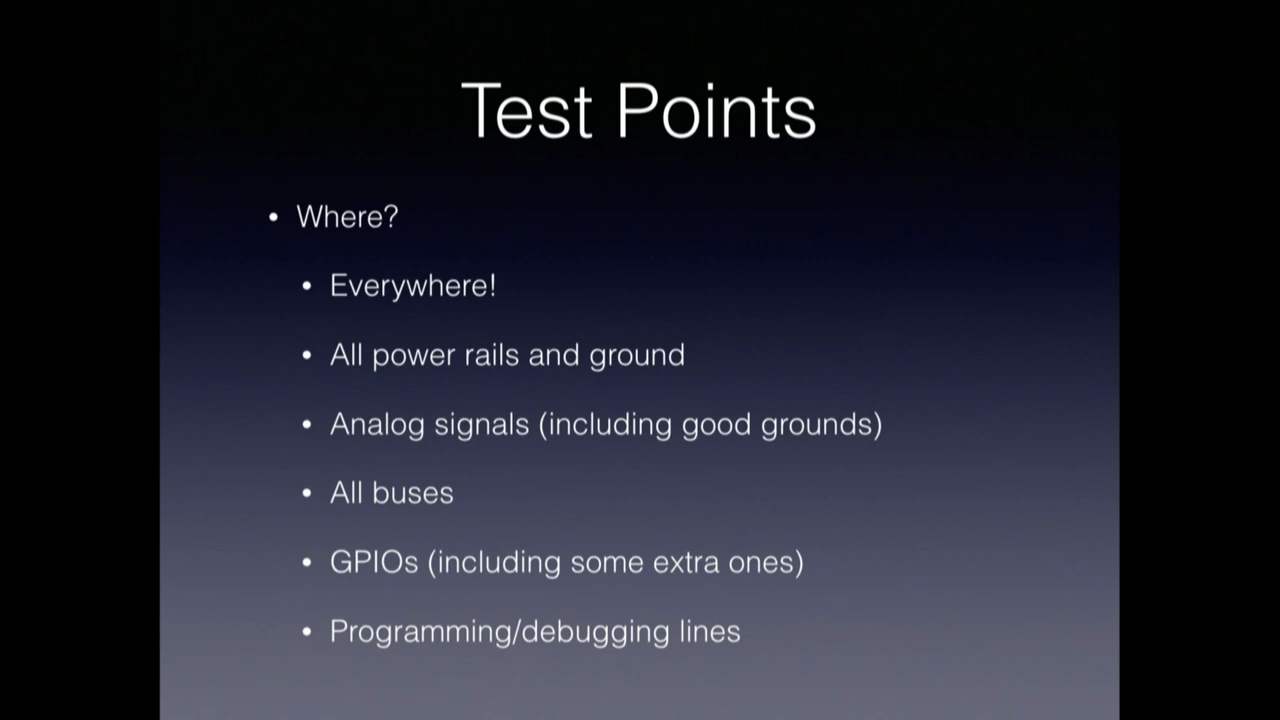 Test Points
• Where?
• Everywhere!
• All power rails and ground
• Analog signals (including good grounds)
• All buses
• GPIOs (including some extra ones)
• Programming/debugging lines